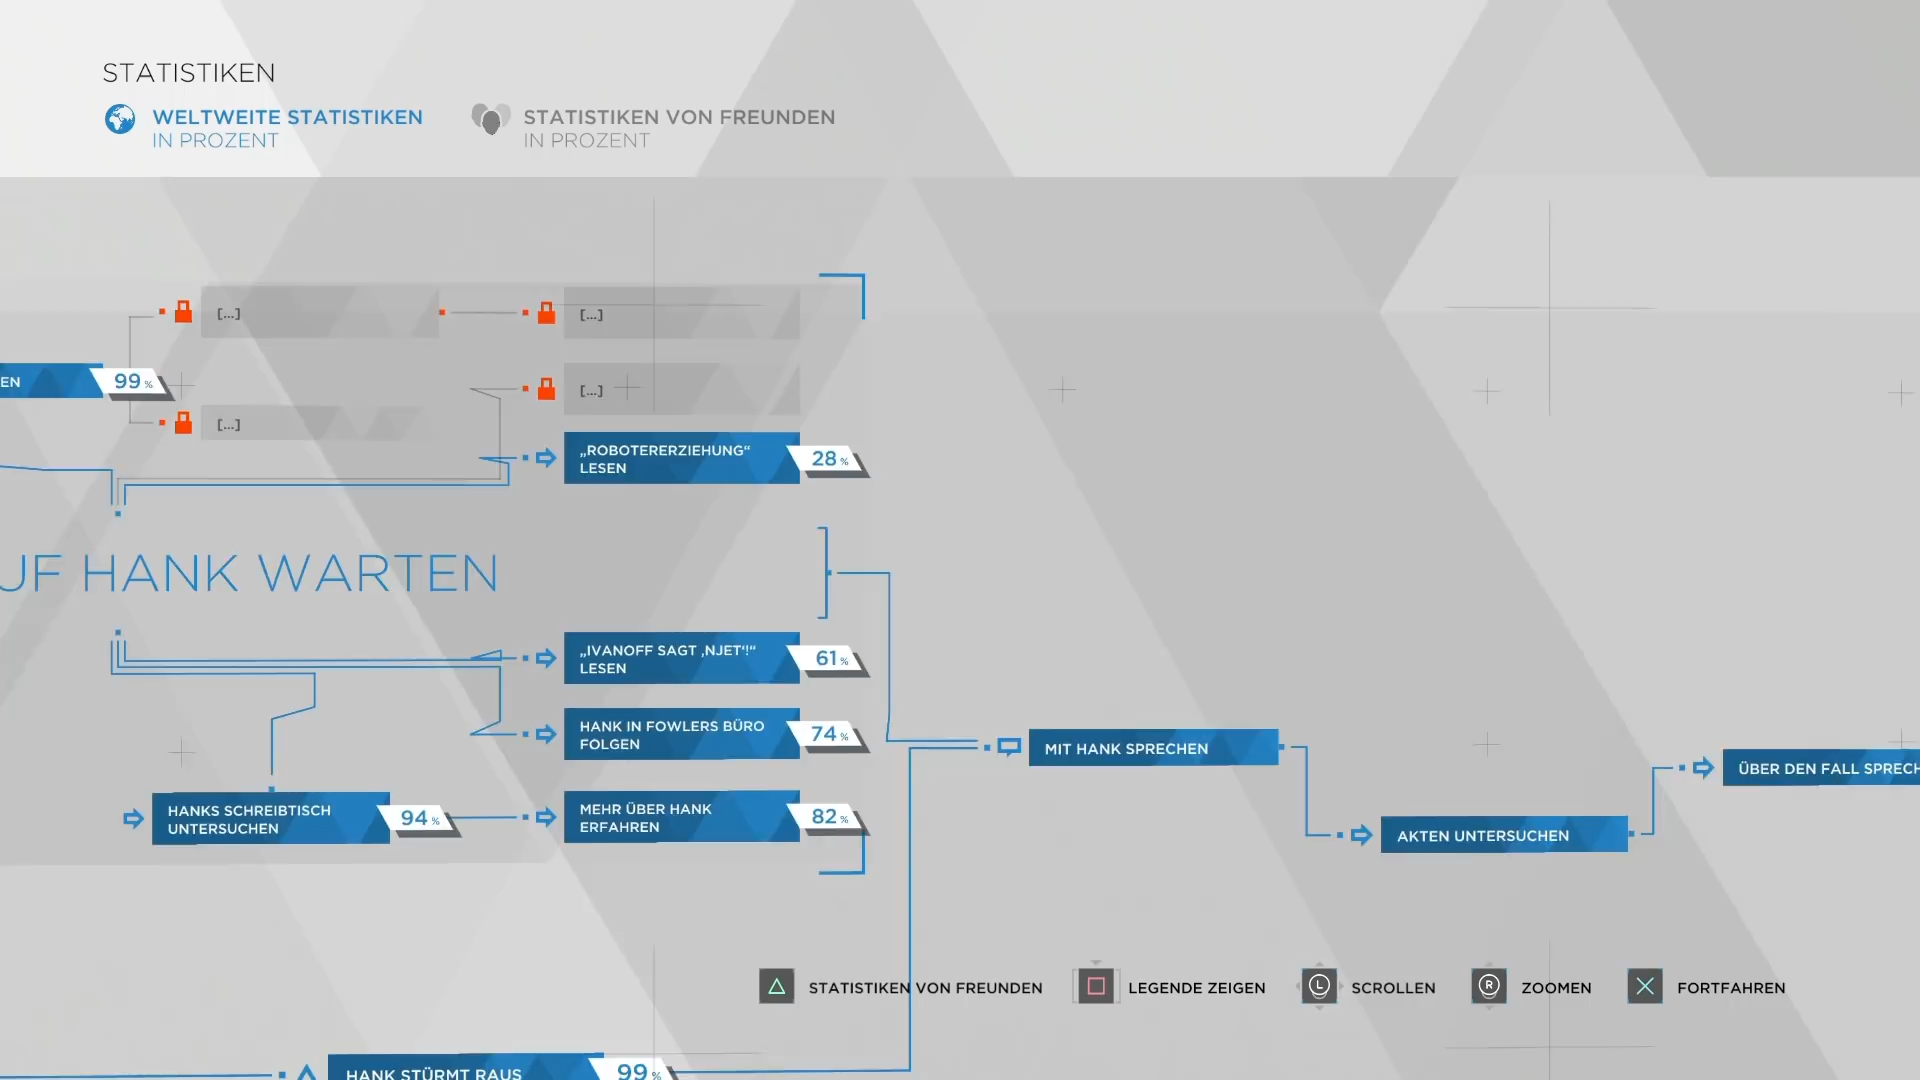 STATISTIKEN
WELTWEITE STATISTIKEN
IN PROZENT
STATISTIKEN VON FREUNDEN
IN PROZENT
[...]
[...]
EN
99 %
[...]
[...]
„ROBOTERERZIEHUNG“
LESEN
28 %
UF HANK WARTEN
„IVANOFF SAGT ‚NJET‘!“
LESEN
61 %
HANK IN FOWLERS BÜRO
FOLGEN
74 %
MIT HANK SPRECHEN
ÜBER DEN FALL SPRECH
HANKS SCHREIBTISCH
UNTERSUCHEN
94 %
MEHR ÜBER HANK
ERFAHREN
82 %
AKTEN UNTERSUCHEN
STATISTIKEN VON FREUNDEN
LEGENDE ZEIGEN
L
SCROLLEN
R
ZOOMEN
FORTFAHREN
HANK STÜRMT RAUS
99 %